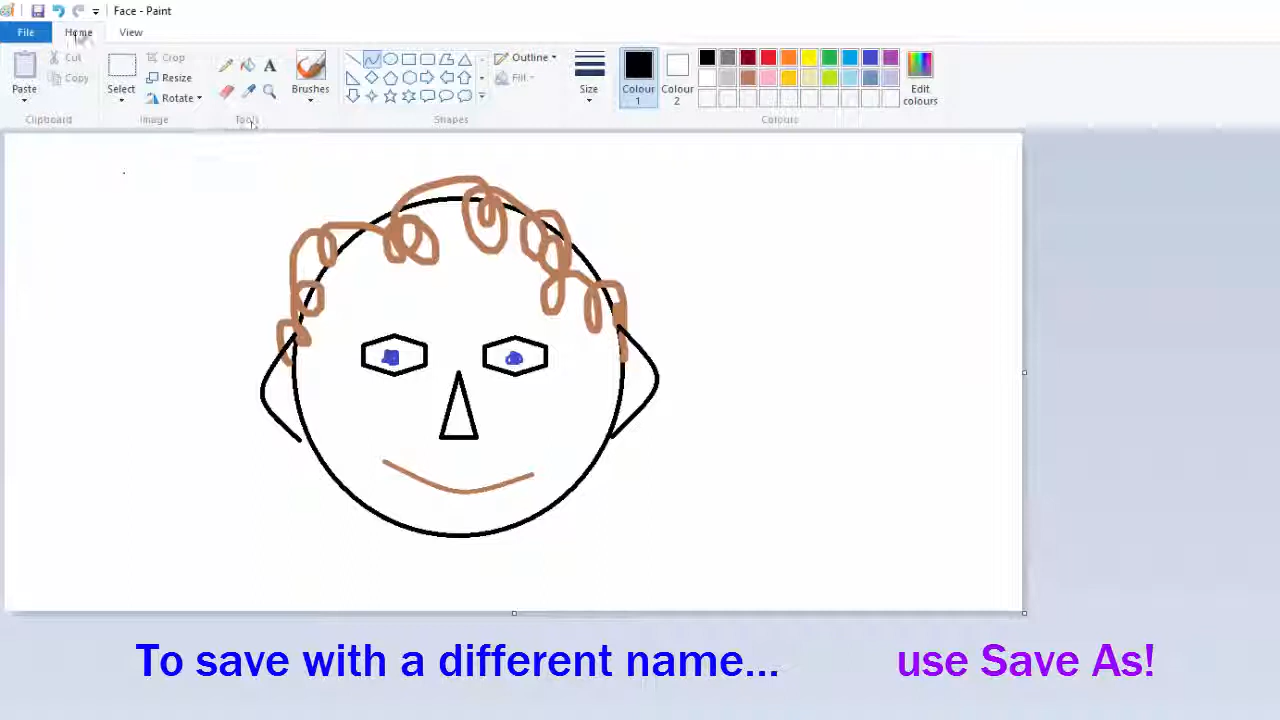 Face - Paint
File Home View
Paste
Cut
Copy
Clipboard
Select
Crop
Resize
Rotate
Image
A
Tools
Brushes
Shapes
Outline
Fill
Size
Colour 1
Colour 2
Edit colours
Colours
To save with a different name... use Save As!